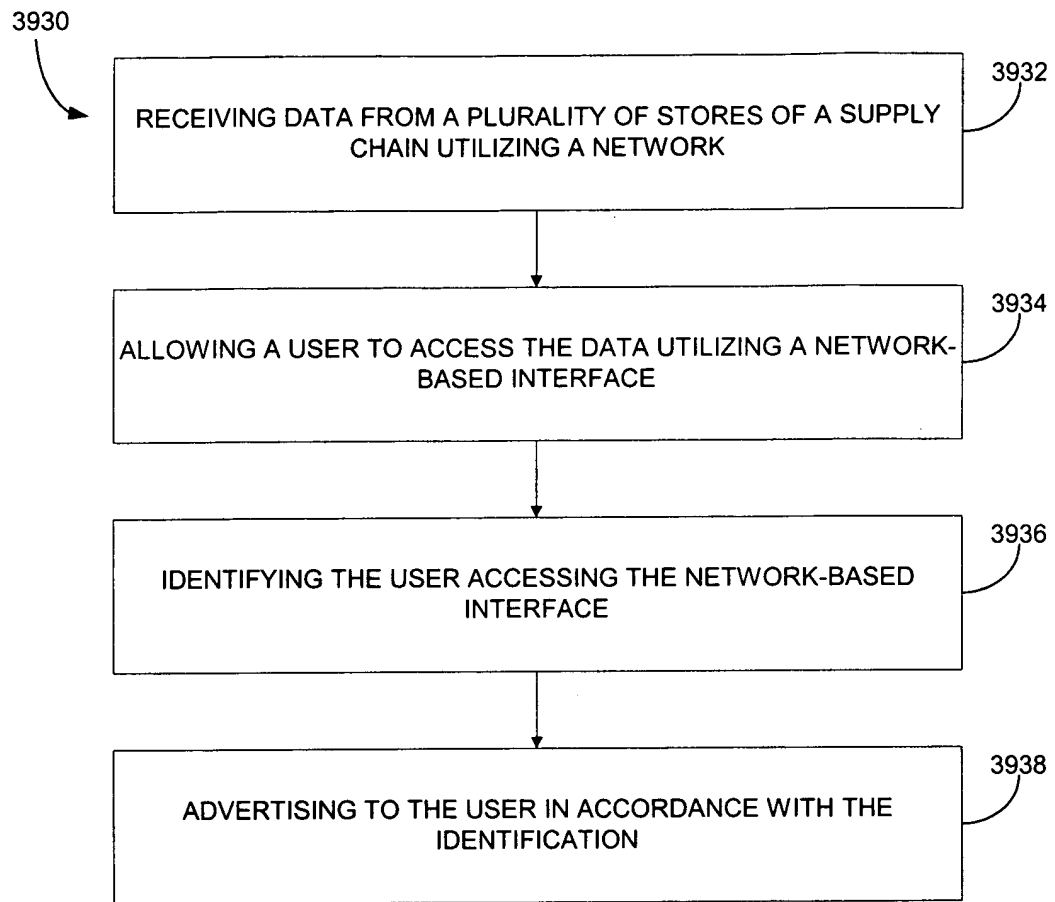 3930
3932
RECEIVING DATA FROM A PLURALITY OF STORES OF A SUPPLY
CHAIN UTILIZING A NETWORK
3934
ALLOWING A USER TO ACCESS THE DATA UTILIZING A NETWORK-
BASED INTERFACE
3936
IDENTIFYING THE USER ACCESSING THE NETWORK-BASED
INTERFACE
3938
ADVERTISING TO THE USER IN ACCORDANCE WITH THE
IDENTIFICATION